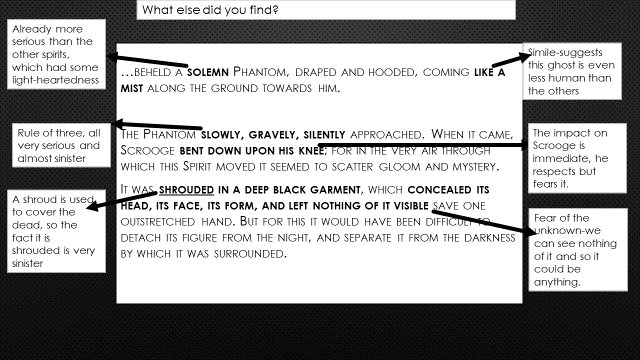 What else did you find?
Already more
serious than the
other spirits,
which had some
light-heartedness
Simile-suggests
this ghost is even
less human than
the others
…BEHELD A SOLEMN PHANTOM, DRAPED AND HOODED, COMING LIKE A
MIST ALONG THE GROUND TOWARDS HIM.
Rule of three, all
very serious and
almost sinister
THE PHANTOM SLOWLY, GRAVELY, SILENTLY APPROACHED. WHEN IT CAME,
SCROOGE BENT DOWN UPON HIS KNEE; FOR IN THE VERY AIR THROUGH
WHICH THIS SPIRIT MOVED IT SEEMED TO SCATTER GLOOM AND MYSTERY.
The impact on
Scrooge is
immediate, he
respects but
fears it.
A shroud is used
to cover the
dead, so the
fact it is
shrouded is very
sinister
IT WAS SHROUDED IN A DEEP BLACK GARMENT, WHICH CONCEALED ITS
HEAD, ITS FACE, ITS FORM, AND LEFT NOTHING OF IT VISIBLE SAVE ONE
OUTSTRETCHED HAND. BUT FOR THIS IT WOULD HAVE BEEN DIFFICULT TO
DETACH ITS FIGURE FROM THE NIGHT, AND SEPARATE IT FROM THE DARKNESS
BY WHICH IT WAS SURROUNDED.
Fear of the
unknown-we
can see nothing
of it and so it
could be
anything.